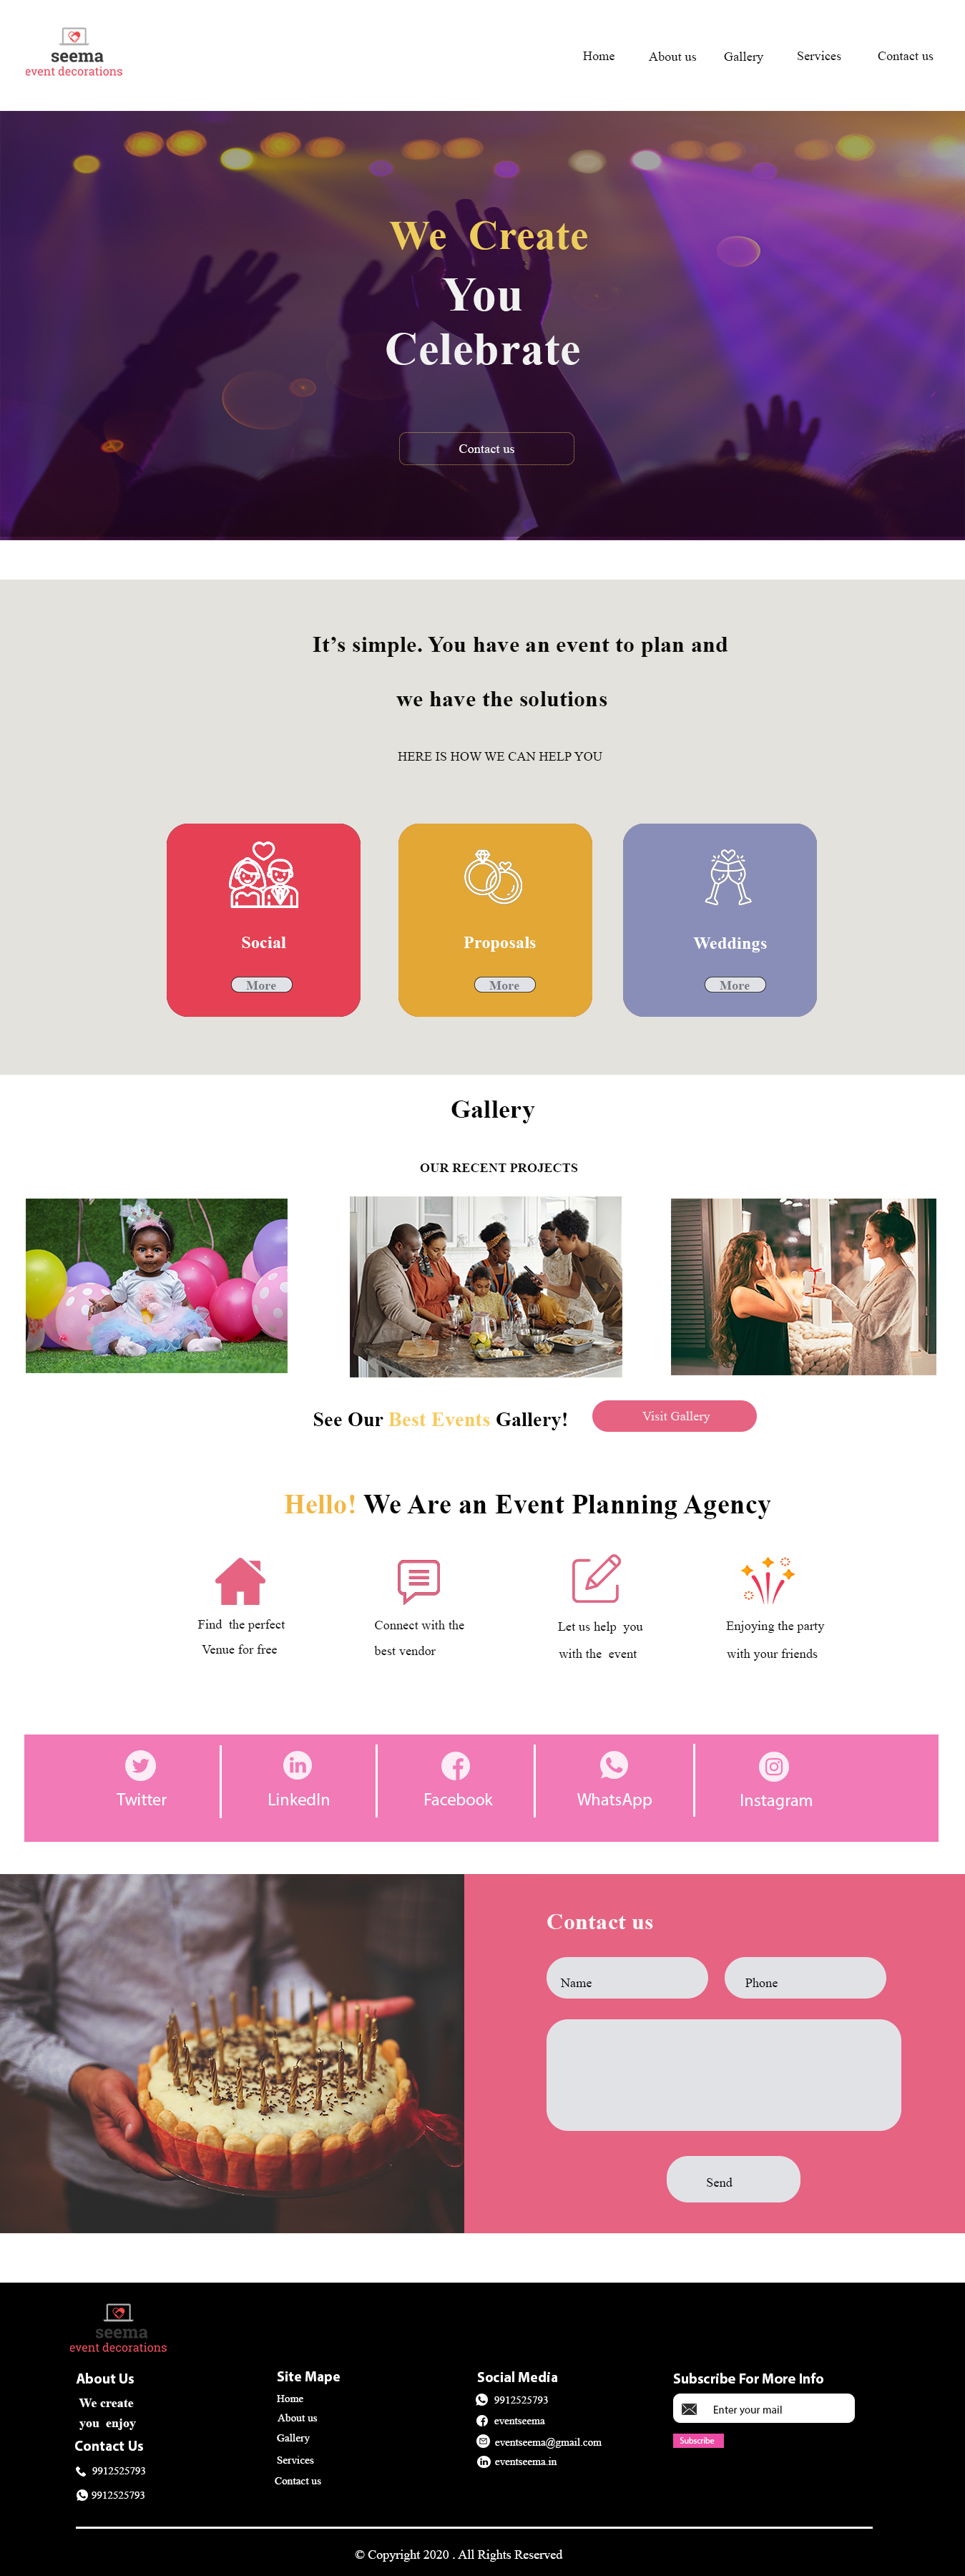 seema
event decorations
Home About us Gallery Services Contact us
We Create
You
Celebrate
Contact us
It's simple. You have an event to plan and
we have the solutions
HERE IS HOW WE CAN HELP YOU
Social
More
Proposals
More
Weddings
More
Gallery
OUR RECENT PROJECTS
See Our Best Events Gallery!
Visit Gallery
Hello! We Are an Event Planning Agency
Find the perfect
Venue for free
Connect with the
best vendor
Let us help you
with the event
Enjoying the party
with your friends
Twitter
LinkedIn
Facebook
WhatsApp
Instagram
Contact us
Name
Phone
Send
seema
event decorations
About Us
We create
you enjoy
Contact Us
9912525793
9912525793
Site Mape
Home
About us
Gallery
Services
Contact us
Social Media
9912525793
eventseema
eventseema@gmail.com
eventseema.in
Subscribe For More Info
Enter your mail
Subscribe
© Copyright 2020 . All Rights Reserved